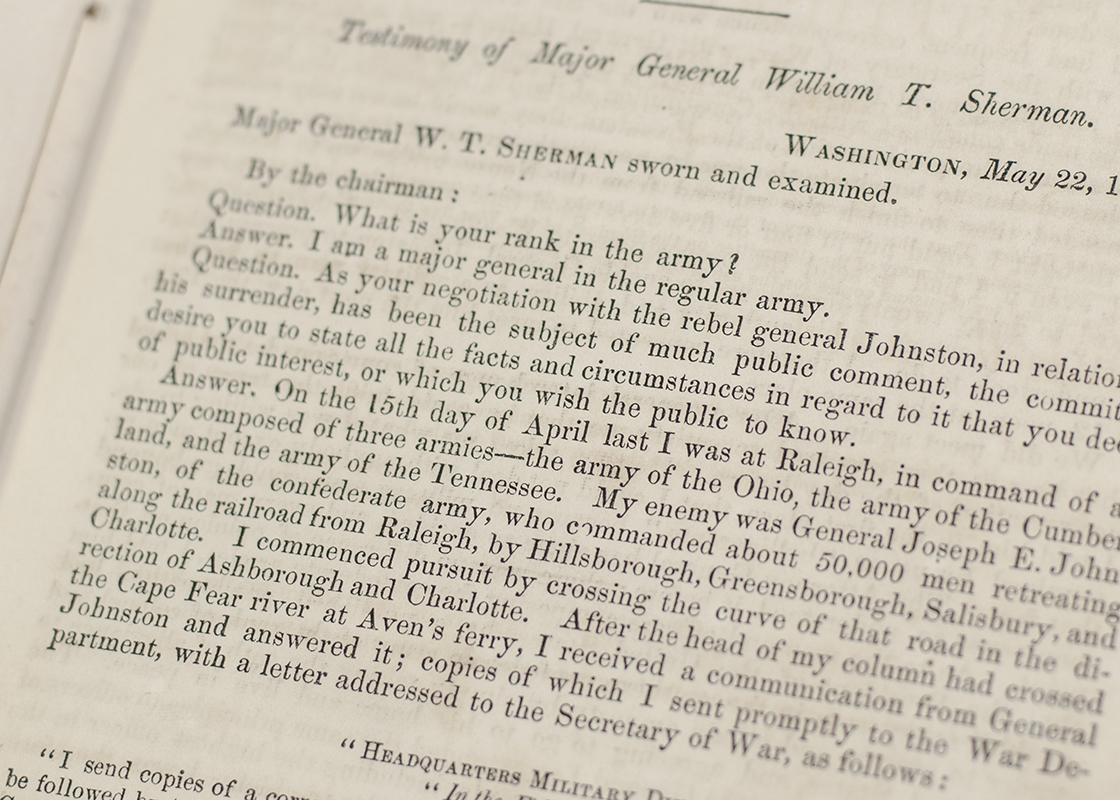 Testimony of Major General William T. Sherman.
WASHINGTON, May 22, 1
Major General W. T. SHERMAN sworn and examined.
By the chairman :
Question. What is your rank in the army?
Answer. I am a major general in the regular army.
Question. As your negotiation with the rebel general Johnston, in relatio
his surrender, has been the subject of much public comment, the commit
desire you to state all the facts and circumstances in regard to it that you de
of public interest, or which you wish the public to know.
Answer. On the 15th day of April last I was at Raleigh, in command of a
army composed of three armies—the army of the Ohio, the army of the Cumber
land, and the army of the Tennessee. My enemy was General Joseph E. John
ston, of the confederate army, who commanded about 50,000 men retreating
along the railroad from Raleigh, by Hillsborough, Greensborough, Salisbury, and
Charlotte. I commenced pursuit by crossing the curve of that road in the di-
rection of Ashborough and Charlotte. After the head of my column had crossed
the Cape Fear river at Aven's ferry, I received a communication from General
Johnston and answered it; copies of which I sent promptly to the War De-
partment, with a letter addressed to the Secretary of War, as follows :
"HEADQUARTERS MILITARY DI
"In the
"I send copies of a corr
be followed